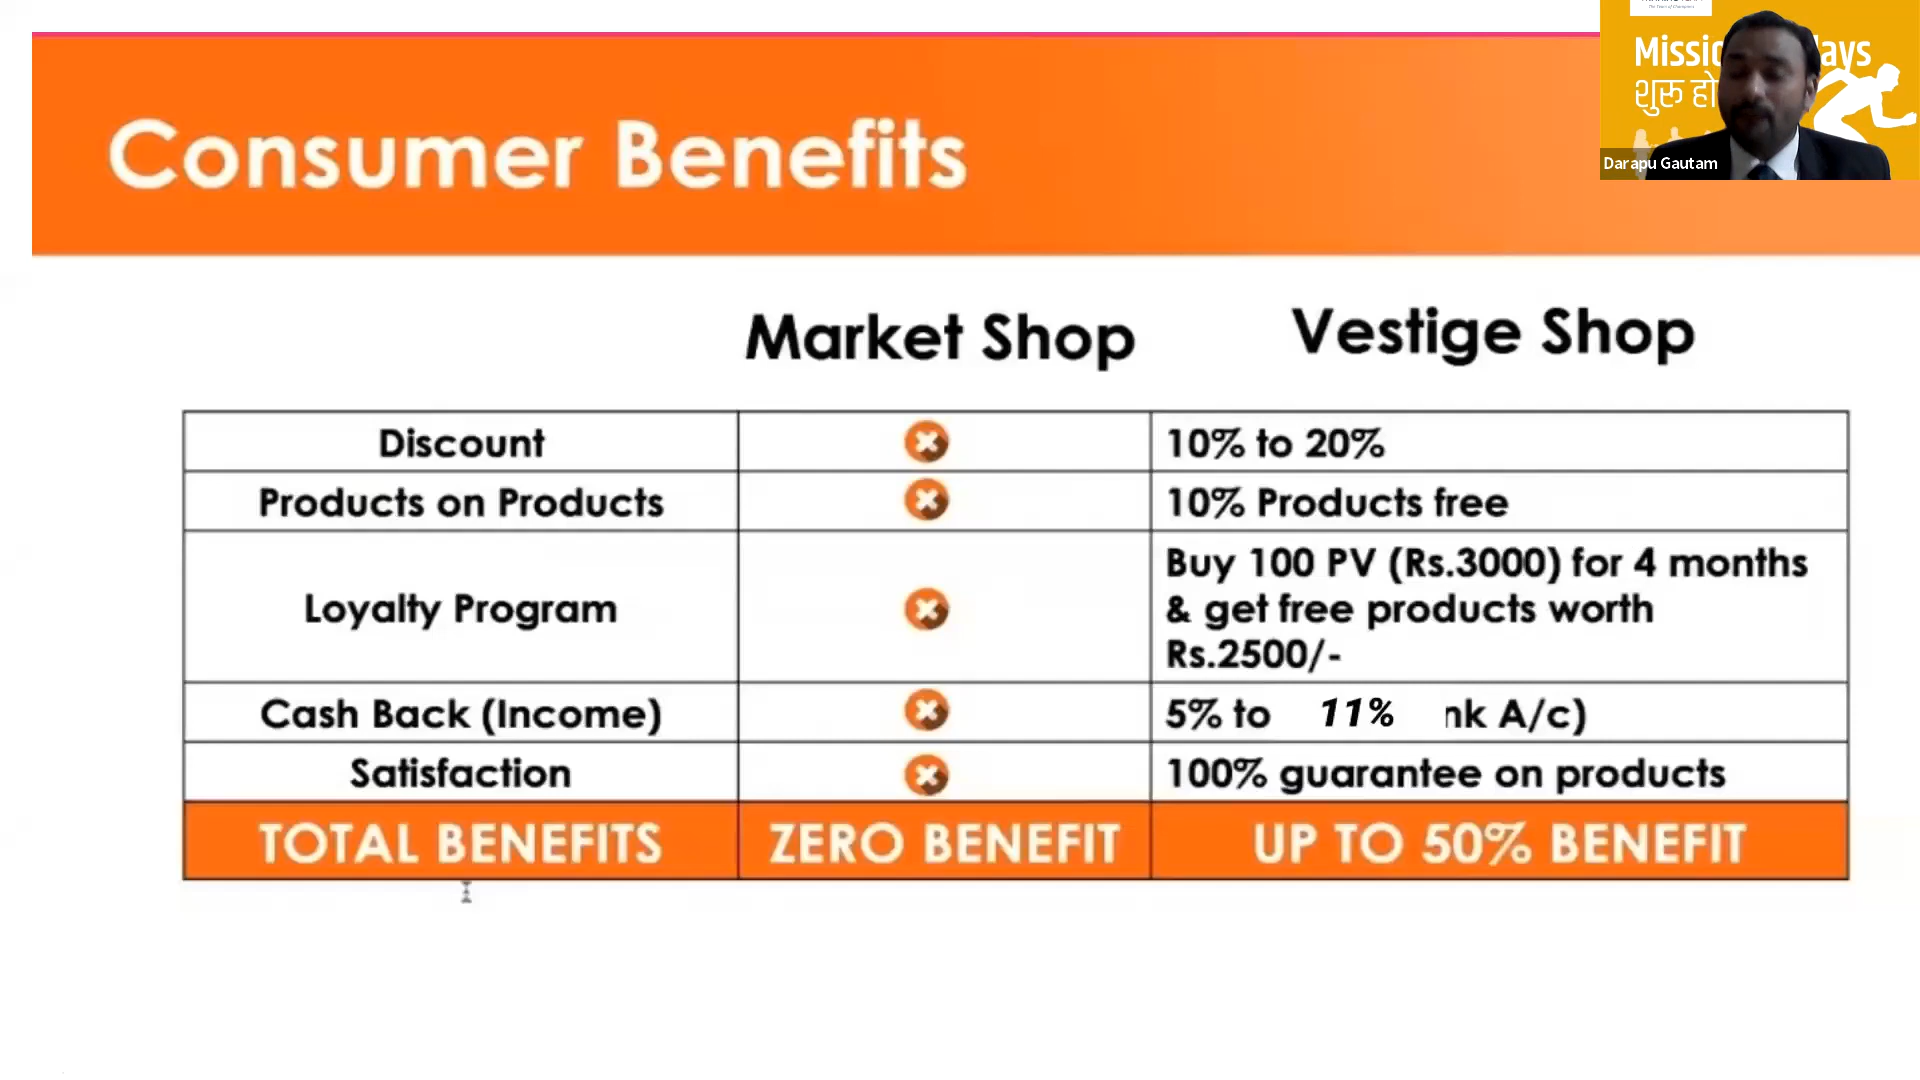 Consumer Benefits
शुरू हो
Darapu Gautam
Market Shop
Vestige Shop
Discount
10% to 20%
Products on Products
10% Products free
Loyalty Program
Buy 100 PV (Rs.3000) for 4 months
& get free products worth
Rs.2500/-
Cash Back (Income)
5% to 11% nk A/c)
Satisfaction
100% guarantee on products
TOTAL BENEFITS
ZERO BENEFIT
UP TO 50% BENEFIT